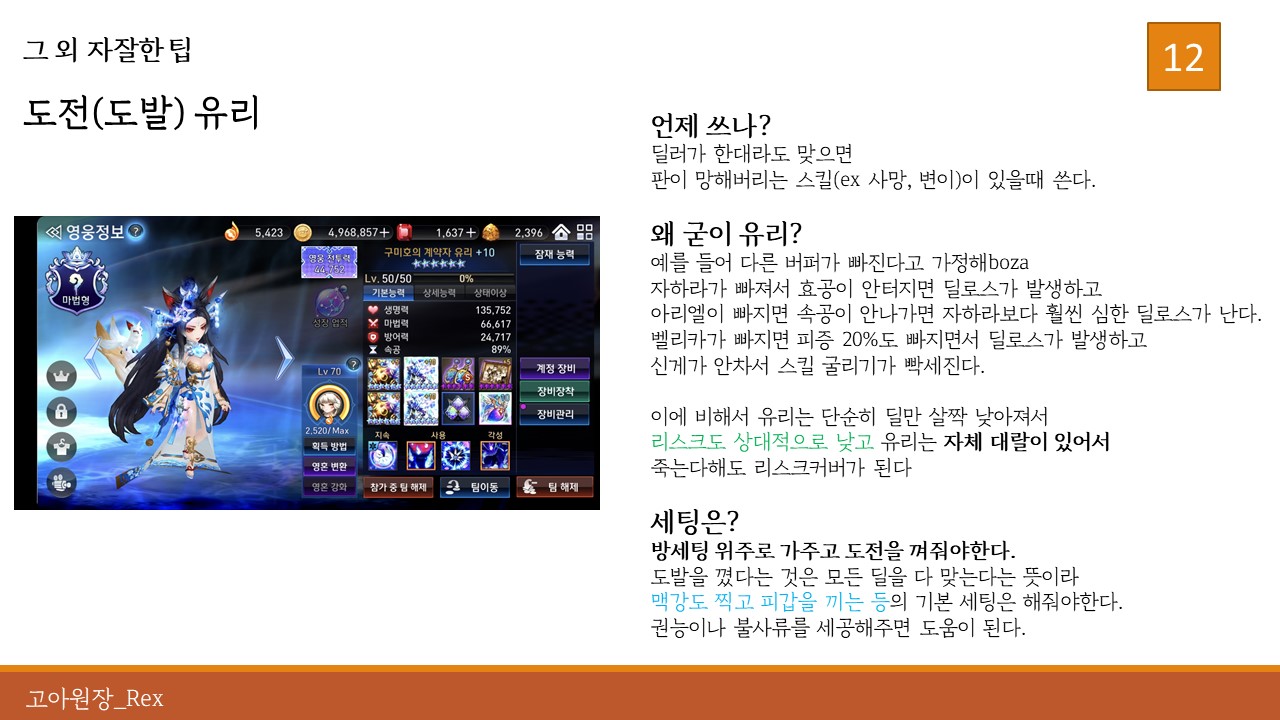 그 외 자잘한 팁
12
도전(도발) 유리
언제 쓰나?
딜러가 한대라도 맞으면
판이 망해버리는 스킬(ex 사망, 변이)이 있을때 쓴다.
왜 굳이 유리?
예를 들어 다른 버퍼가 빠진다고 가정해boza
자하라가 빠져서 효공이 안터지면 딜로스가 발생하고
아리엘이 빠지면 속공이 안나가면 자하라보다 훨씬 심한 딜로스가 난다.
벨리카가 빠지면 피증 20%도 빠지면서 딜로스가 발생하고
신게가 안차서 스킬 굴리기가 빡세진다.
이에 비해서 유리는 단순히 딜만 살짝 낮아져서
리스크도 상대적으로 낮고 유리는 자체 대랄이 있어서
죽는다해도 리스크커버가 된다
세팅은?
방세팅 위주로 가주고 도전을 껴줘야한다.
도발을 꼈다는 것은 모든 딜을 다 맞는다는 뜻이라
맥강도 찍고 피갑을 끼는 등의 기본 세팅은 해줘야한다.
권능이나 불사류를 세공해주면 도움이 된다.
영웅정보 ?
5,423
4,968,857+
1,637+
2,396
마법형
영웅 전투력
44,752
성장 업적
구미호의 계약자 유리 +10
Lv.50/50 0%
기본능력 상세능력 상태이상
생명력 135,752
마법력 66,617
방어력 24,717
속공 89%
잠재 능력
계정 장비
장비장착
장비관리
Lv 70
?
2,520/Max
획득 방법
영혼 변환
영혼 강화
지속 사용 각성
참가 중 팀 해제
팀이동
팀 해제
고아원장_Rex